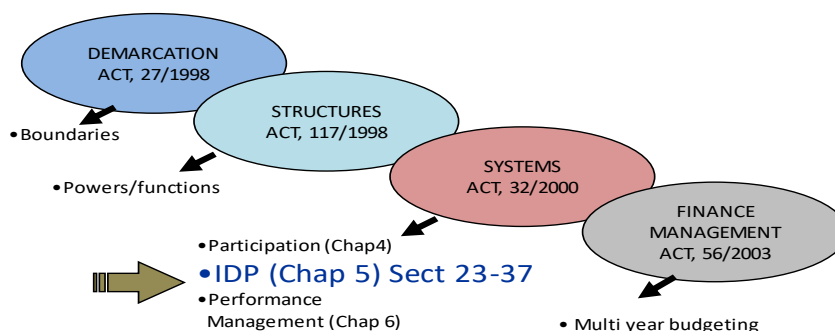 DEMARCATION
ACT, 27/1998
•Boundaries
STRUCTURES
ACT, 117/1998
•Powers/functions
SYSTEMS
ACT, 32/2000
•Participation (Chap4)
•IDP (Chap 5) Sect 23-37
•Performance
Management (Chap 6)
FINANCE
MANAGEMENT
ACT, 56/2003
•Multi year budgeting